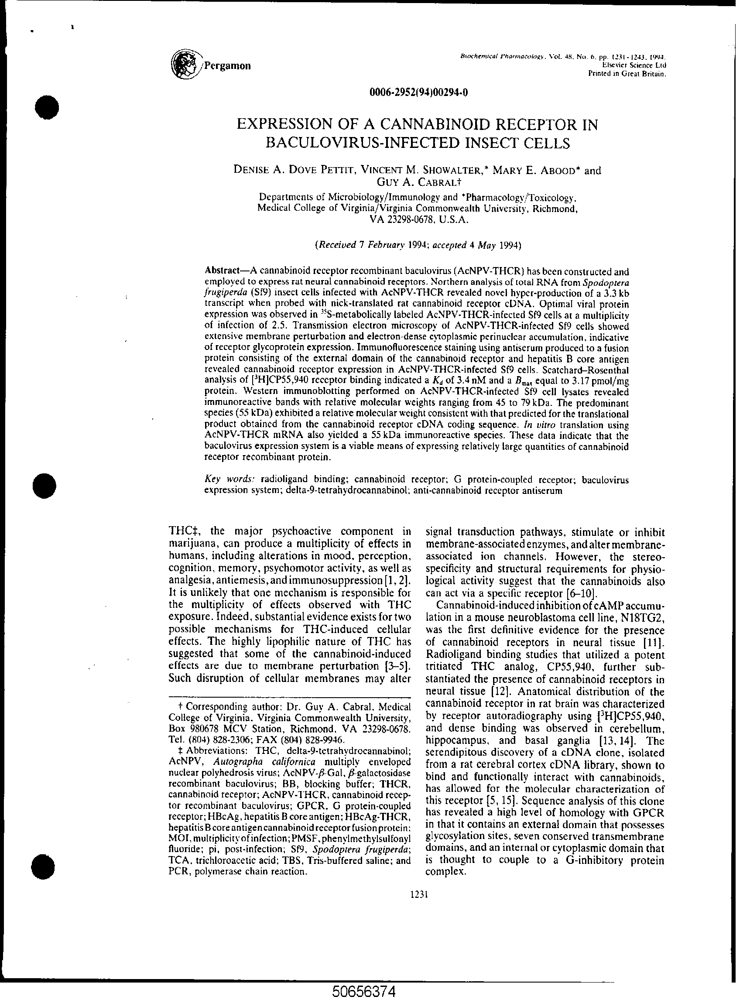 Pergamon
Biochemical Pharmacology, Vol. 48, No. 6, pp. 1231-1243, 1994.
Elsevier Science Ltd
Printed in Great Britain.
0006-2952(94)00294-0
EXPRESSION OF A CANNABINOID RECEPTOR IN
BACULOVIRUS-INFECTED INSECT CELLS
DENISE A. DOVE PETTIT, VINCENT M. SHOWALTER,* MARY E. ABOOD* and
GUY A. CABRAL†
Departments of Microbiology/Immunology and *Pharmacology/Toxicology,
Medical College of Virginia/Virginia Commonwealth University, Richmond,
VA 23298-0678, U.S.A.
(Received 7 February 1994; accepted 4 May 1994)
Abstract—A cannabinoid receptor recombinant baculovirus (AcNPV-THCR) has been constructed and
employed to express rat neural cannabinoid receptors. Northern analysis of total RNA from Spodoptera
frugiperda (Sf9) insect cells infected with AcNPV-THCR revealed novel hyper-production of a 3.3 kb
transcript when probed with nick-translated rat cannabinoid receptor cDNA. Optimal viral protein
expression was observed in ³⁵S-metabolically labeled AcNPV-THCR-infected Sf9 cells at a multiplicity
of infection of 2.5. Transmission electron microscopy of AcNPV-THCR-infected Sf9 cells showed
extensive membrane perturbation and electron-dense cytoplasmic perinuclear accumulation, indicative
of receptor glycoprotein expression. Immunofluorescence staining using antiserum produced to a fusion
protein consisting of the external domain of the cannabinoid receptor and hepatitis B core antigen
revealed cannabinoid receptor expression in AcNPV-THCR-infected Sf9 cells. Scatchard–Rosenthal
analysis of [³H]CP55,940 receptor binding indicated a Kd of 3.4 nM and a Bmax equal to 3.17 pmol/mg
protein. Western immunoblotting performed on AcNPV-THCR-infected Sf9 cell lysates revealed
immunoreactive bands with relative molecular weights ranging from 45 to 79 kDa. The predominant
species (55 kDa) exhibited a relative molecular weight consistent with that predicted for the translational
product obtained from the cannabinoid receptor cDNA coding sequence. In vitro translation using
AcNPV-THCR mRNA also yielded a 55 kDa immunoreactive species. These data indicate that the
baculovirus expression system is a viable means of expressing relatively large quantities of cannabinoid
receptor recombinant protein.
Key words: radioligand binding; cannabinoid receptor; G protein-coupled receptor; baculovirus
expression system; delta-9-tetrahydrocannabinol; anti-cannabinoid receptor antiserum
THC‡, the major psychoactive component in
marijuana, can produce a multiplicity of effects in
humans, including alterations in mood, perception,
cognition, memory, psychomotor activity, as well as
analgesia, antiemesis, and immunosuppression [1, 2].
It is unlikely that one mechanism is responsible for
the multiplicity of effects observed with THC
exposure. Indeed, substantial evidence exists for two
possible mechanisms for THC-induced cellular
effects. The highly lipophilic nature of THC has
suggested that some of the cannabinoid-induced
effects are due to membrane perturbation [3–5].
Such disruption of cellular membranes may alter
† Corresponding author: Dr. Guy A. Cabral, Medical
College of Virginia, Virginia Commonwealth University,
Box 980678 MCV Station, Richmond, VA 23298-0678.
Tel. (804) 828-2306; FAX (804) 828-9946.
‡ Abbreviations: THC, delta-9-tetrahydrocannabinol;
AcNPV, Autographa californica multiply enveloped
nuclear polyhedrosis virus; AcNPV-β-Gal, β-galactosidase
recombinant baculovirus; BB, blocking buffer; THCR,
cannabinoid receptor; AcNPV-THCR, cannabinoid recep-
tor recombinant baculovirus; GPCR, G protein-coupled
receptor; HBcAg, hepatitis B core antigen; HBcAg-THCR,
hepatitis B core antigen cannabinoid receptor fusion protein;
MOI, multiplicity of infection; PMSF, phenylmethylsulfonyl
fluoride; pi, post-infection; Sf9, Spodoptera frugiperda;
TCA, trichloroacetic acid; TBS, Tris-buffered saline; and
PCR, polymerase chain reaction.
signal transduction pathways, stimulate or inhibit
membrane-associated enzymes, and alter membrane-
associated ion channels. However, the stereo-
specificity and structural requirements for physio-
logical activity suggest that the cannabinoids also
can act via a specific receptor [6–10].
Cannabinoid-induced inhibition of cAMP accumu-
lation in a mouse neuroblastoma cell line, N18TG2,
was the first definitive evidence for the presence
of cannabinoid receptors in neural tissue [11].
Radioligand binding studies that utilized a potent
tritiated THC analog, CP55,940, further sub-
stantiated the presence of cannabinoid receptors in
neural tissue [12]. Anatomical distribution of the
cannabinoid receptor in rat brain was characterized
by receptor autoradiography using [³H]CP55,940,
and dense binding was observed in cerebellum,
hippocampus, and basal ganglia [13, 14]. The
serendipitous discovery of a cDNA clone, isolated
from a rat cerebral cortex cDNA library, shown to
bind and functionally interact with cannabinoids,
has allowed for the molecular characterization of
this receptor [5, 15]. Sequence analysis of this clone
has revealed a high level of homology with GPCR
in that it contains an external domain that possesses
glycosylation sites, seven conserved transmembrane
domains, and an internal or cytoplasmic domain that
is thought to couple to a G-inhibitory protein
complex.
1231
50656374